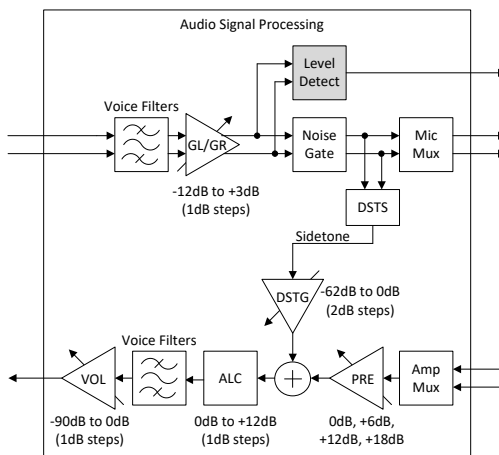 Audio Signal Processing
Level
Detect
Voice Filters
GL/GR
Noise
Gate
Mic
Mux
-12dB to +3dB
(1dB steps)
DSTS
Sidetone
DSTG
-62dB to 0dB
(2dB steps)
Voice Filters
VOL
ALC
PRE
Amp
Mux
-90dB to 0dB
(1dB steps)
0dB to +12dB
(1dB steps)
0dB, +6dB,
+12dB, +18dB